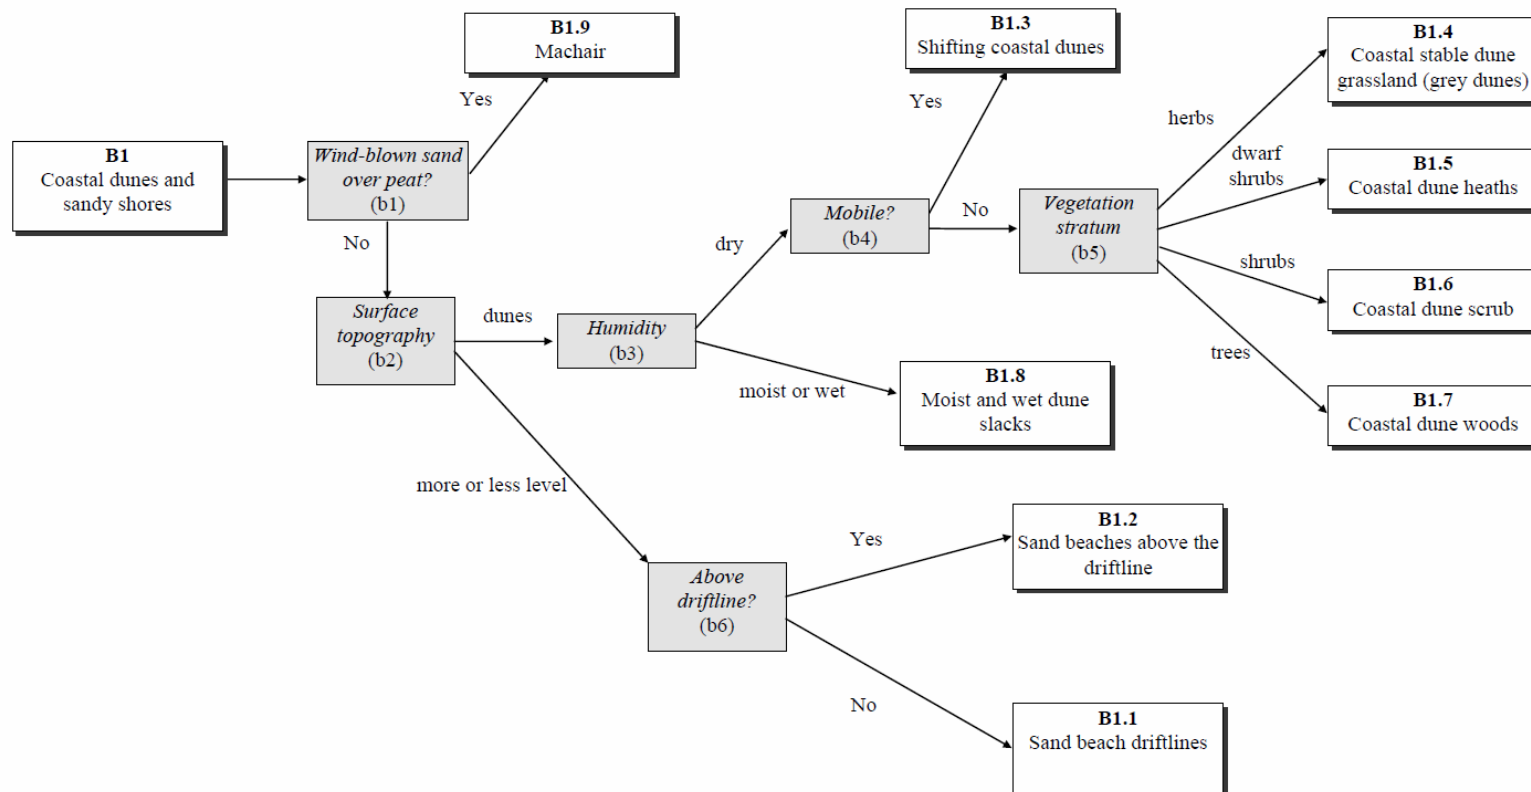 B1.9
Machair
B1.3
Shifting coastal dunes
B1.4
Coastal stable dune
grassland (grey dunes)
Yes
Yes
herbs
B1
Coastal dunes and
sandy shores
Wind-blown sand
over peat?
(b1)
dwarf
shrubs
B1.5
Coastal dune heaths
No
Mobile?
(b4)
No
Vegetation
stratum
(b5)
dry
shrubs
B1.6
Coastal dune scrub
Surface
topography
(b2)
dunes
Humidity
(b3)
trees
moist or wet
B1.8
Moist and wet dune
slacks
B1.7
Coastal dune woods
more or less level
Yes
B1.2
Sand beaches above the
driftline
Above
driftline?
(b6)
No
B1.1
Sand beach driftlines